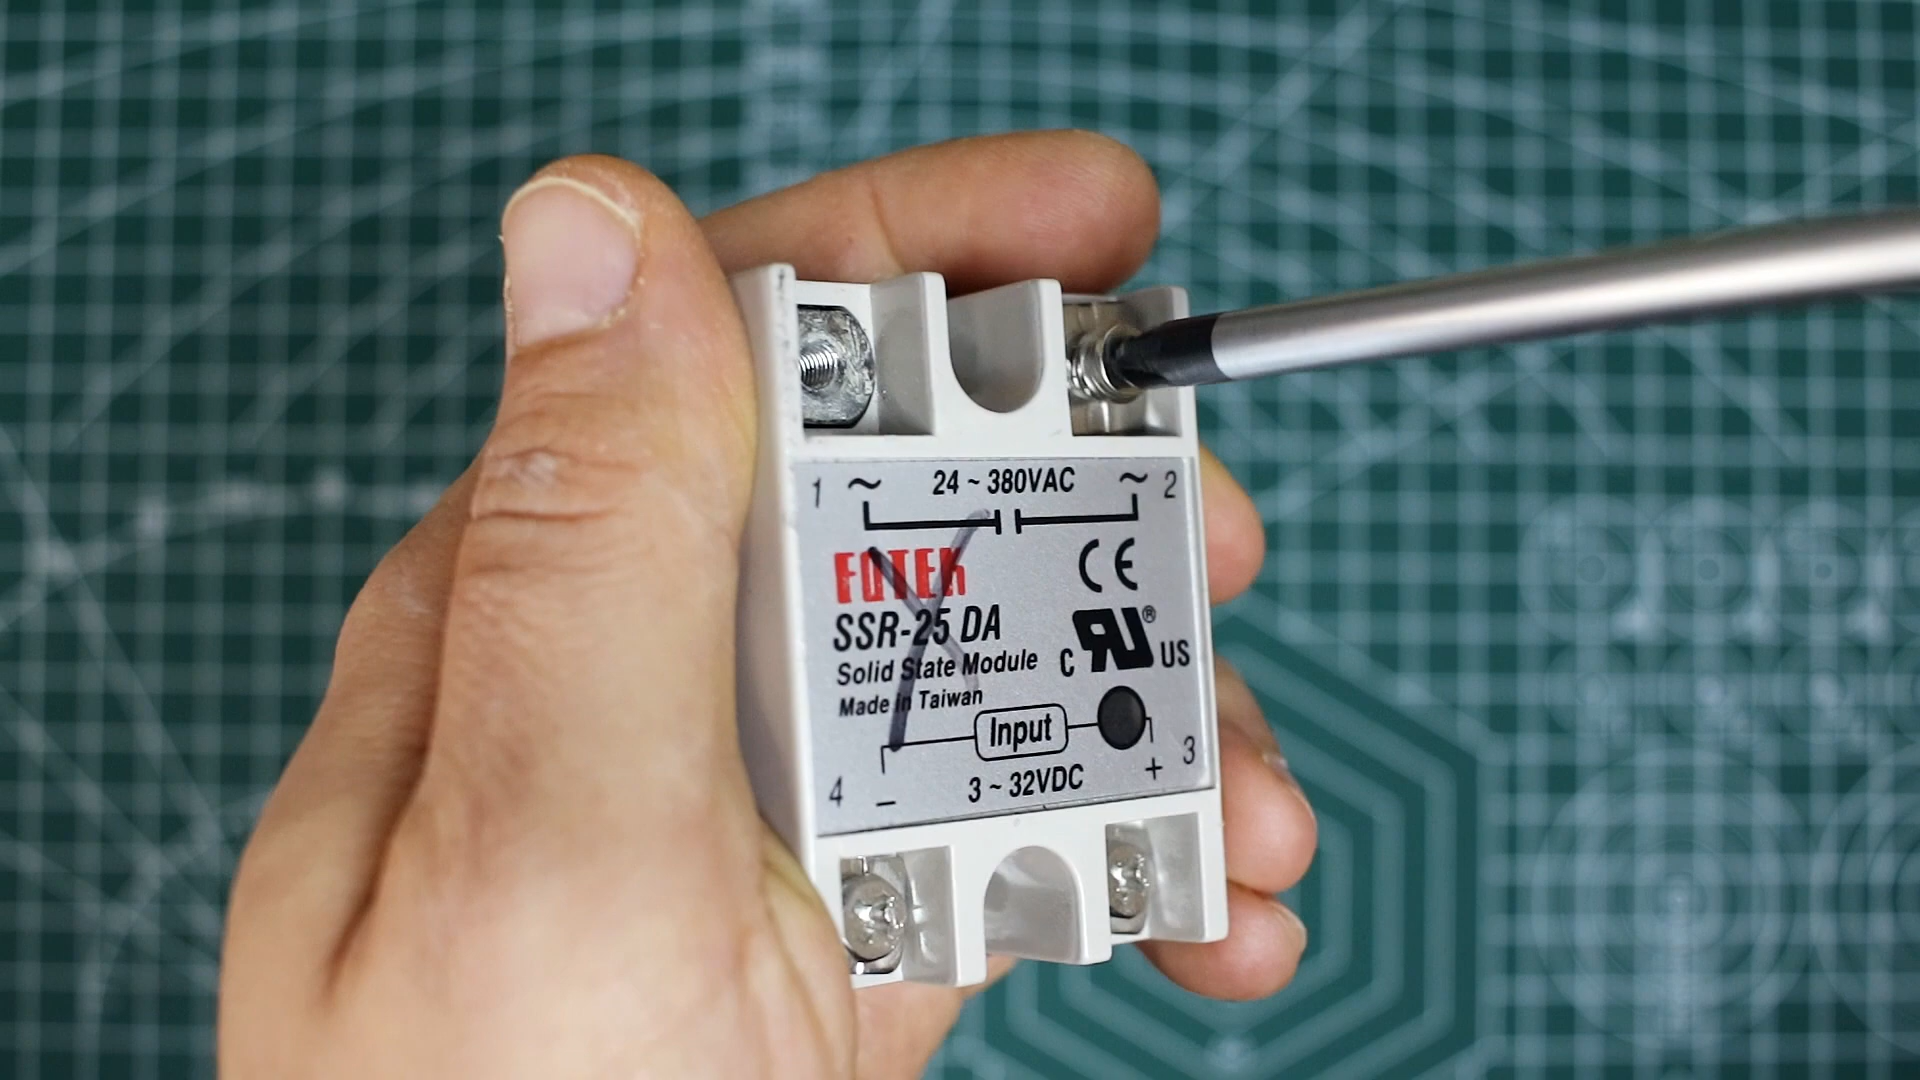 1 ~ 24 ~ 380VAC ~ 2
FOTEK
SSR-25 DA
Solid State Module
Made in Taiwan
CE
C RU® US
Input
4 − 3 ~ 32VDC + 3